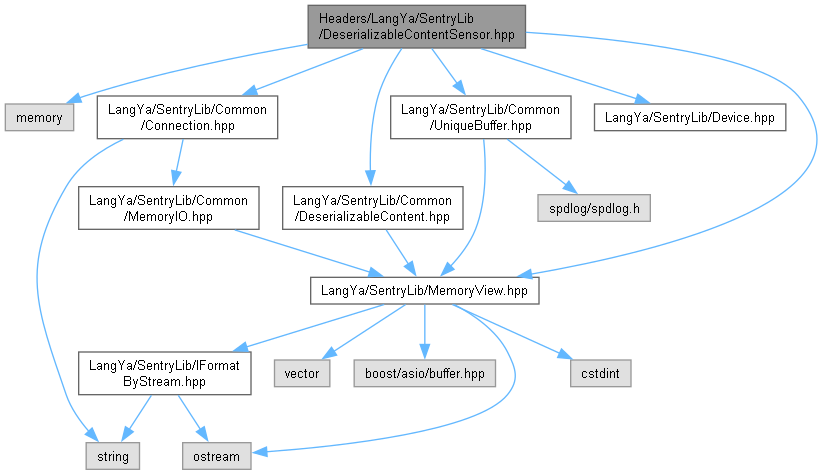 Headers/LangYa/SentryLib
/DeserializableContentSensor.hpp
memory
LangYa/SentryLib/Common
/Connection.hpp
LangYa/SentryLib/Common
/UniqueBuffer.hpp
LangYa/SentryLib/Device.hpp
LangYa/SentryLib/Common
/MemoryIO.hpp
LangYa/SentryLib/Common
/DeserializableContent.hpp
spdlog/spdlog.h
LangYa/SentryLib/MemoryView.hpp
LangYa/SentryLib/IFormat
ByStream.hpp
vector
boost/asio/buffer.hpp
cstdint
string
ostream